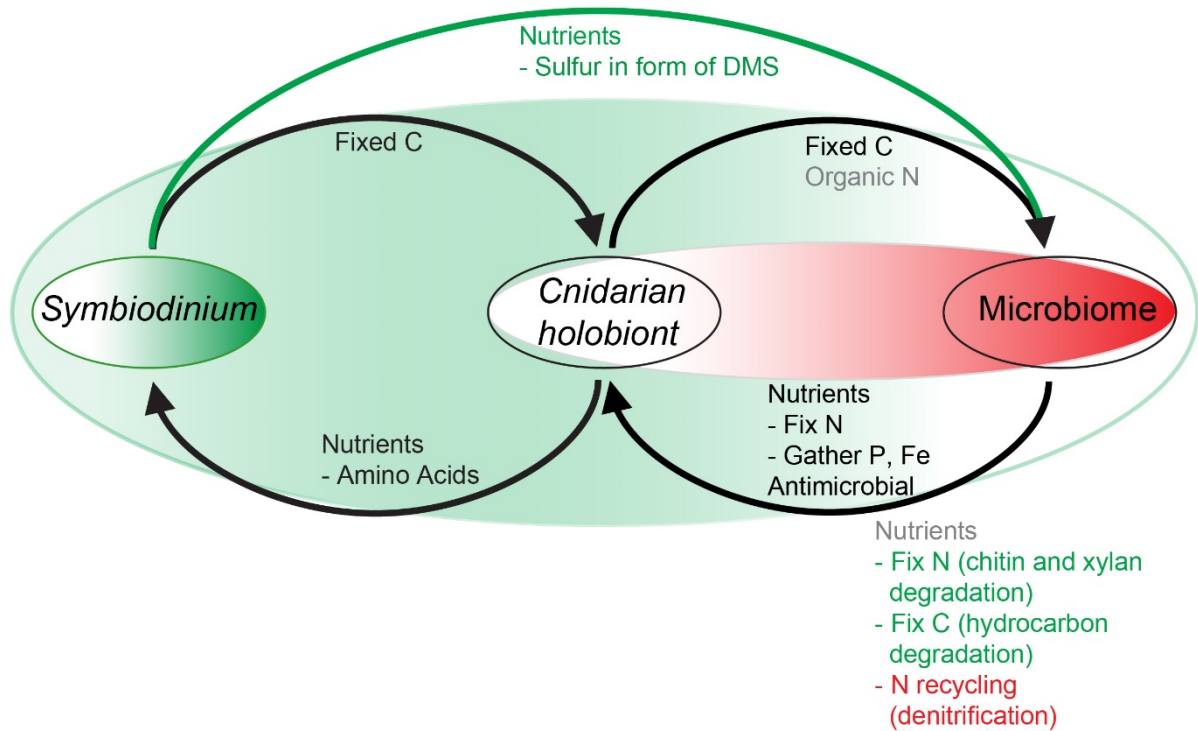 Nutrients
- Sulfur in form of DMS
Fixed C
Fixed C
Organic N
Symbiodinium
Cnidarian
holobiont
Microbiome
Nutrients
- Amino Acids
Nutrients
- Fix N
- Gather P, Fe
Antimicrobial
Nutrients
- Fix N (chitin and xylan
degradation)
- Fix C (hydrocarbon
degradation)
- N recycling
(denitrification)